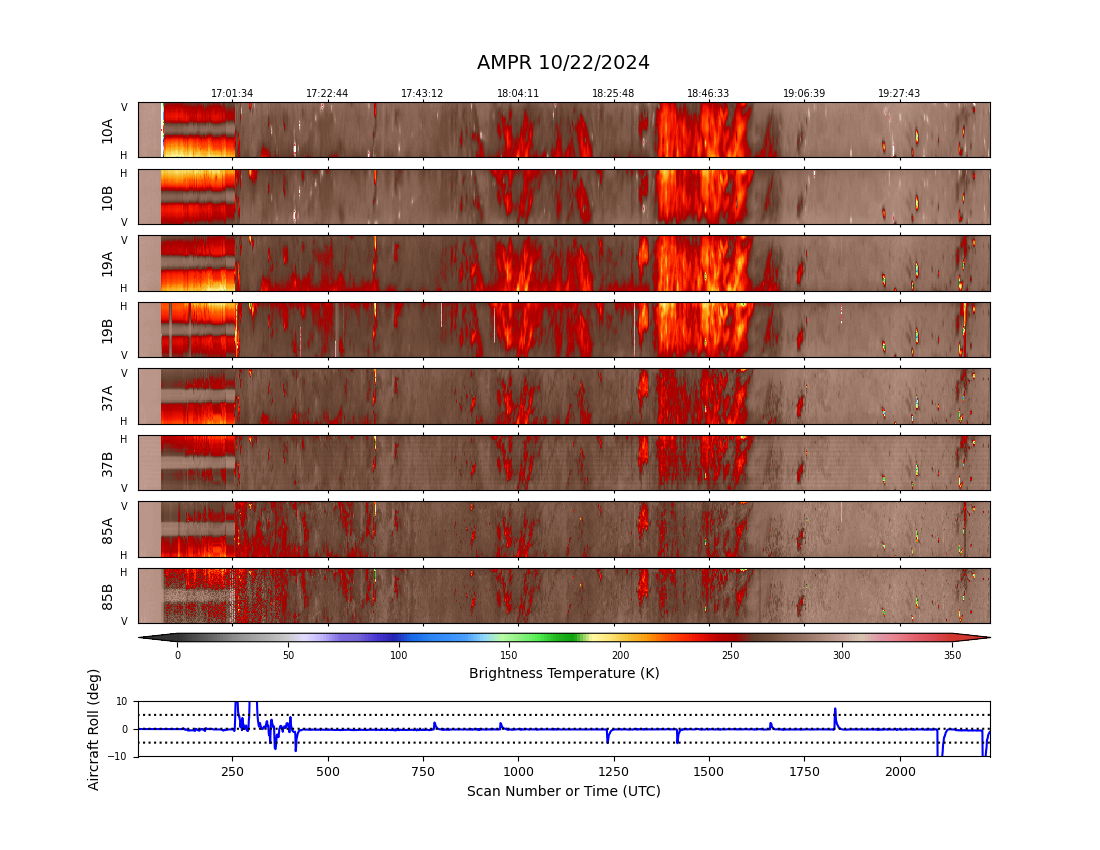 AMPR 10/22/2024
17:01:34 17:22:44 17:43:12 18:04:11 18:25:48 18:46:33 19:06:39 19:27:43
V
10A
H
H
10B
V
V
19A
H
H
19B
V
V
37A
H
H
37B
V
V
85A
H
H
85B
V
0 50 100 150 200 250 300 350
Brightness Temperature (K)
Aircraft Roll (deg)
10
0
−10
250 500 750 1000 1250 1500 1750 2000
Scan Number or Time (UTC)